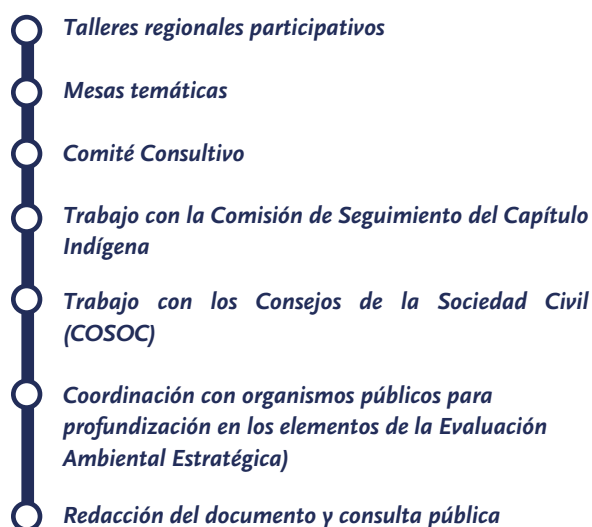 Talleres regionales participativos
Mesas temáticas
Comité Consultivo
Trabajo con la Comisión de Seguimiento del Capítulo
Indígena
Trabajo con los Consejos de la Sociedad Civil
(COSOC)
Coordinación con organismos públicos para
profundización en los elementos de la Evaluación
Ambiental Estratégica)
Redacción del documento y consulta pública